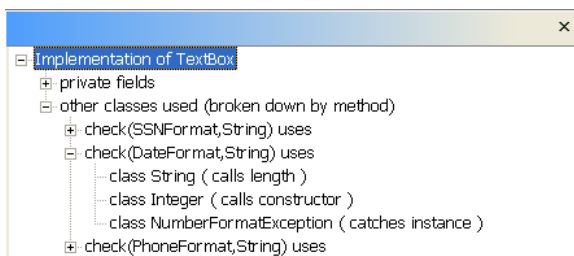 Implementation of TextBox
private fields
other classes used (broken down by method)
check(SSNFormat,String) uses
check(DateFormat,String) uses
class String ( calls length )
class Integer ( calls constructor )
class NumberFormatException ( catches instance )
check(PhoneFormat,String) uses